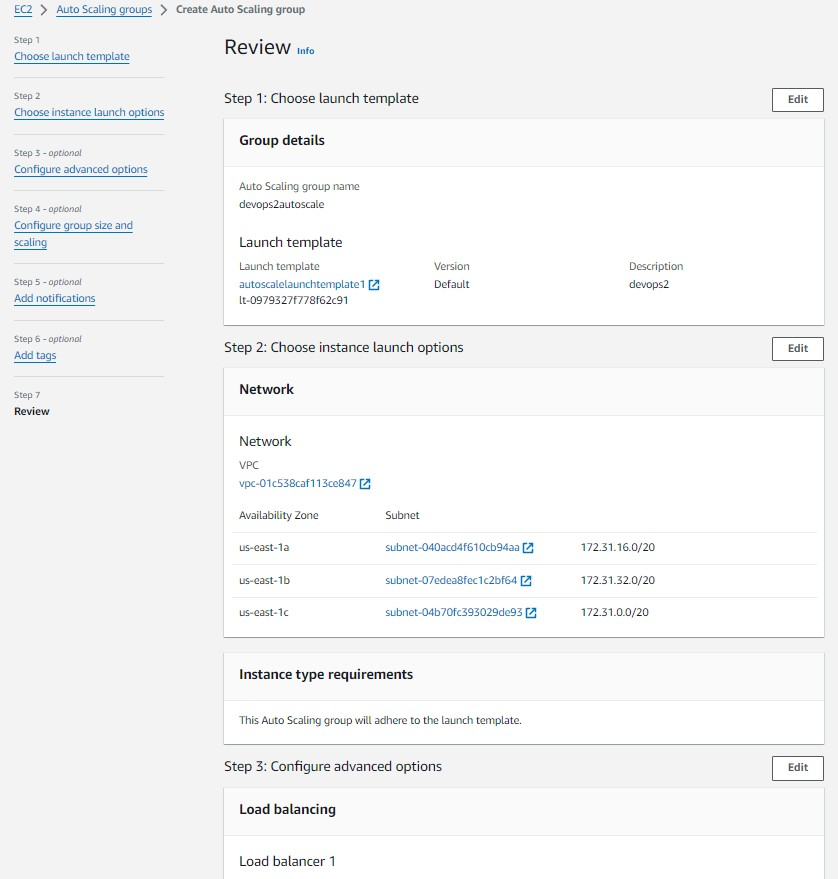 EC2 > Auto Scaling groups > Create Auto Scaling group
Step 1
Choose launch template
Step 2
Choose instance launch options
Step 3 - optional
Configure advanced options
Step 4 - optional
Configure group size and
scaling
Step 5 - optional
Add notifications
Step 6 - optional
Add tags
Step 7
Review
Review Info
Step 1: Choose launch template
Edit
Group details
Auto Scaling group name
devops2autoscale
Launch template
Launch template Version Description
autoscalelaunchtemplate1 Default devops2
lt-0979327f778f62c91
Step 2: Choose instance launch options
Edit
Network
Network
VPC
vpc-01c538caf113ce847
Availability Zone Subnet
us-east-1a subnet-040acd4f610cb94aa 172.31.16.0/20
us-east-1b subnet-07edea8fec1c2bf64 172.31.32.0/20
us-east-1c subnet-04b70fc393029de93 172.31.0.0/20
Instance type requirements
This Auto Scaling group will adhere to the launch template.
Step 3: Configure advanced options
Edit
Load balancing
Load balancer 1